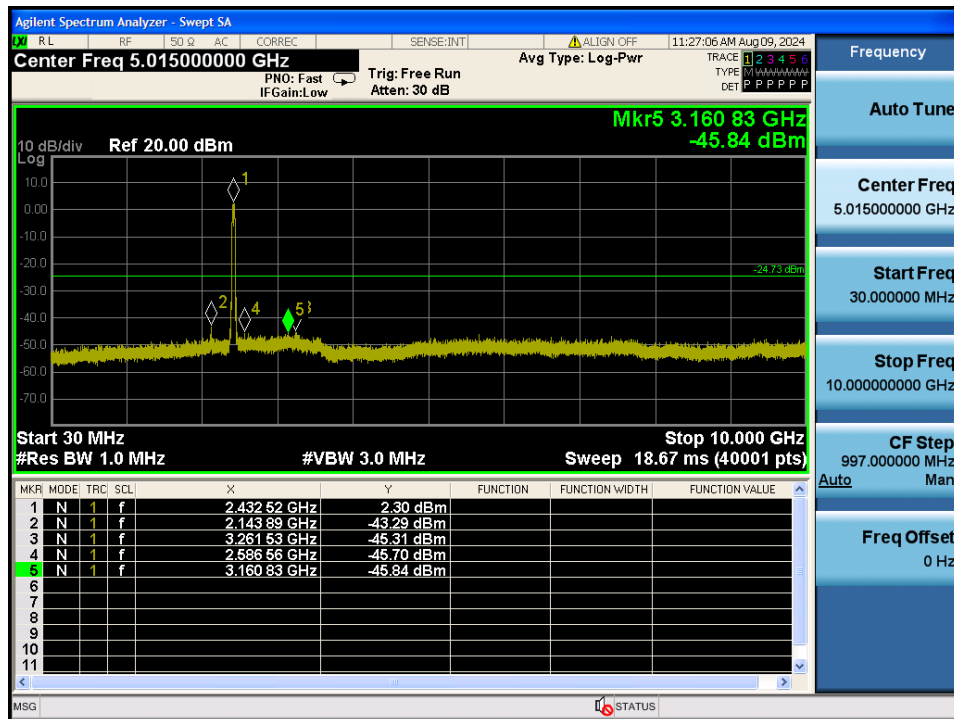 Agilent Spectrum Analyzer - Swept SA
LXI RL RF 50 Ω AC CORREC SENSE:INT ALIGN OFF 11:27:06 AM Aug 09, 2024
Center Freq 5.015000000 GHz
PNO: Fast
IFGain:Low
Trig: Free Run
Atten: 30 dB
Avg Type: Log-Pwr
TRACE 1 2 3 4 5 6
TYPE M
DET P P P P P P
Mkr5 3.160 83 GHz
-45.84 dBm
10 dB/div Ref 20.00 dBm
Log
10.0
0.00
-10.0
-20.0
-30.0
-40.0
-50.0
-60.0
-70.0
1
2
4
5
-24.73 dBm
Start 30 MHz Stop 10.000 GHz
#Res BW 1.0 MHz #VBW 3.0 MHz Sweep 18.67 ms (40001 pts)
MKR MODE TRC SCL X Y FUNCTION FUNCTION WIDTH FUNCTION VALUE
1 N 1 f 2.432 52 GHz 2.30 dBm
2 N 1 f 2.143 89 GHz -43.29 dBm
3 N 1 f 3.261 53 GHz -45.31 dBm
4 N 1 f 2.586 56 GHz -45.70 dBm
5 N 1 f 3.160 83 GHz -45.84 dBm
6
7
8
9
10
11
MSG STATUS
Frequency
Auto Tune
Center Freq
5.015000000 GHz
Start Freq
30.000000 MHz
Stop Freq
10.000000000 GHz
CF Step
997.000000 MHz
Auto Man
Freq Offset
0 Hz